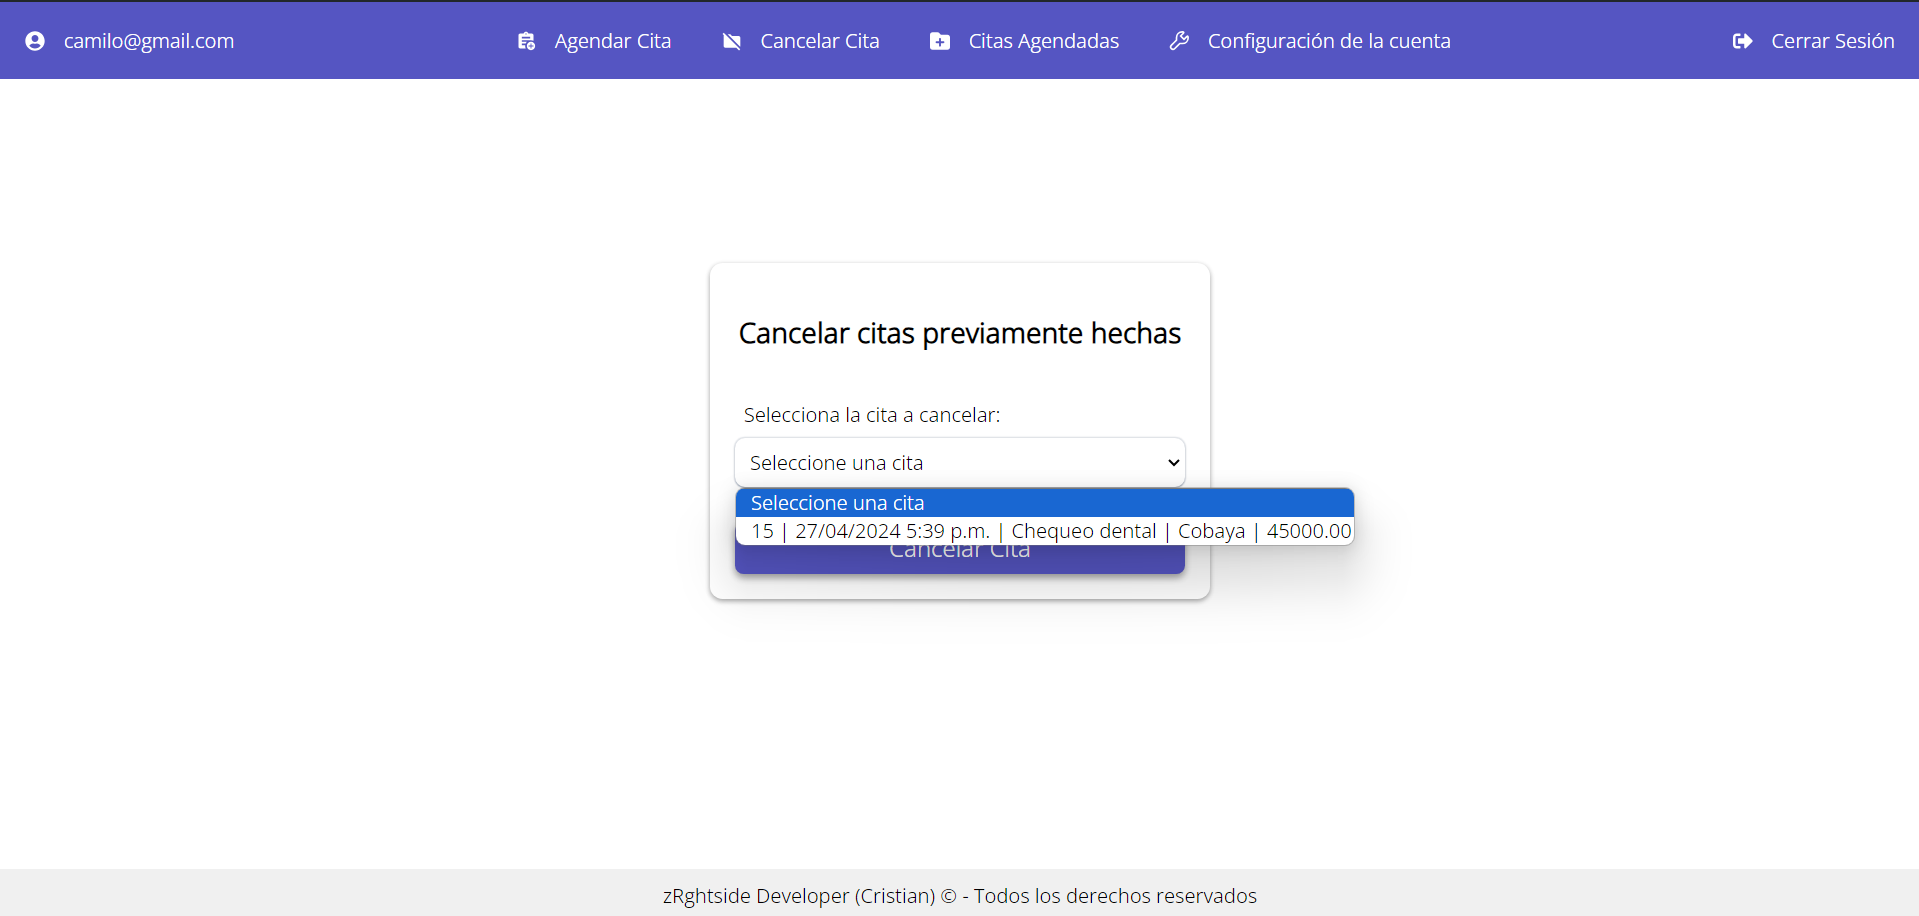 camilo@gmail.com Agendar Cita Cancelar Cita Citas Agendadas Configuración de la cuenta Cerrar Sesión
Cancelar citas previamente hechas
Selecciona la cita a cancelar:
Seleccione una cita
Seleccione una cita
15 | 27/04/2024 5:39 p.m. | Chequeo dental | Cobaya | 45000.00
Cancelar Cita
zRghtside Developer (Cristian) © - Todos los derechos reservados